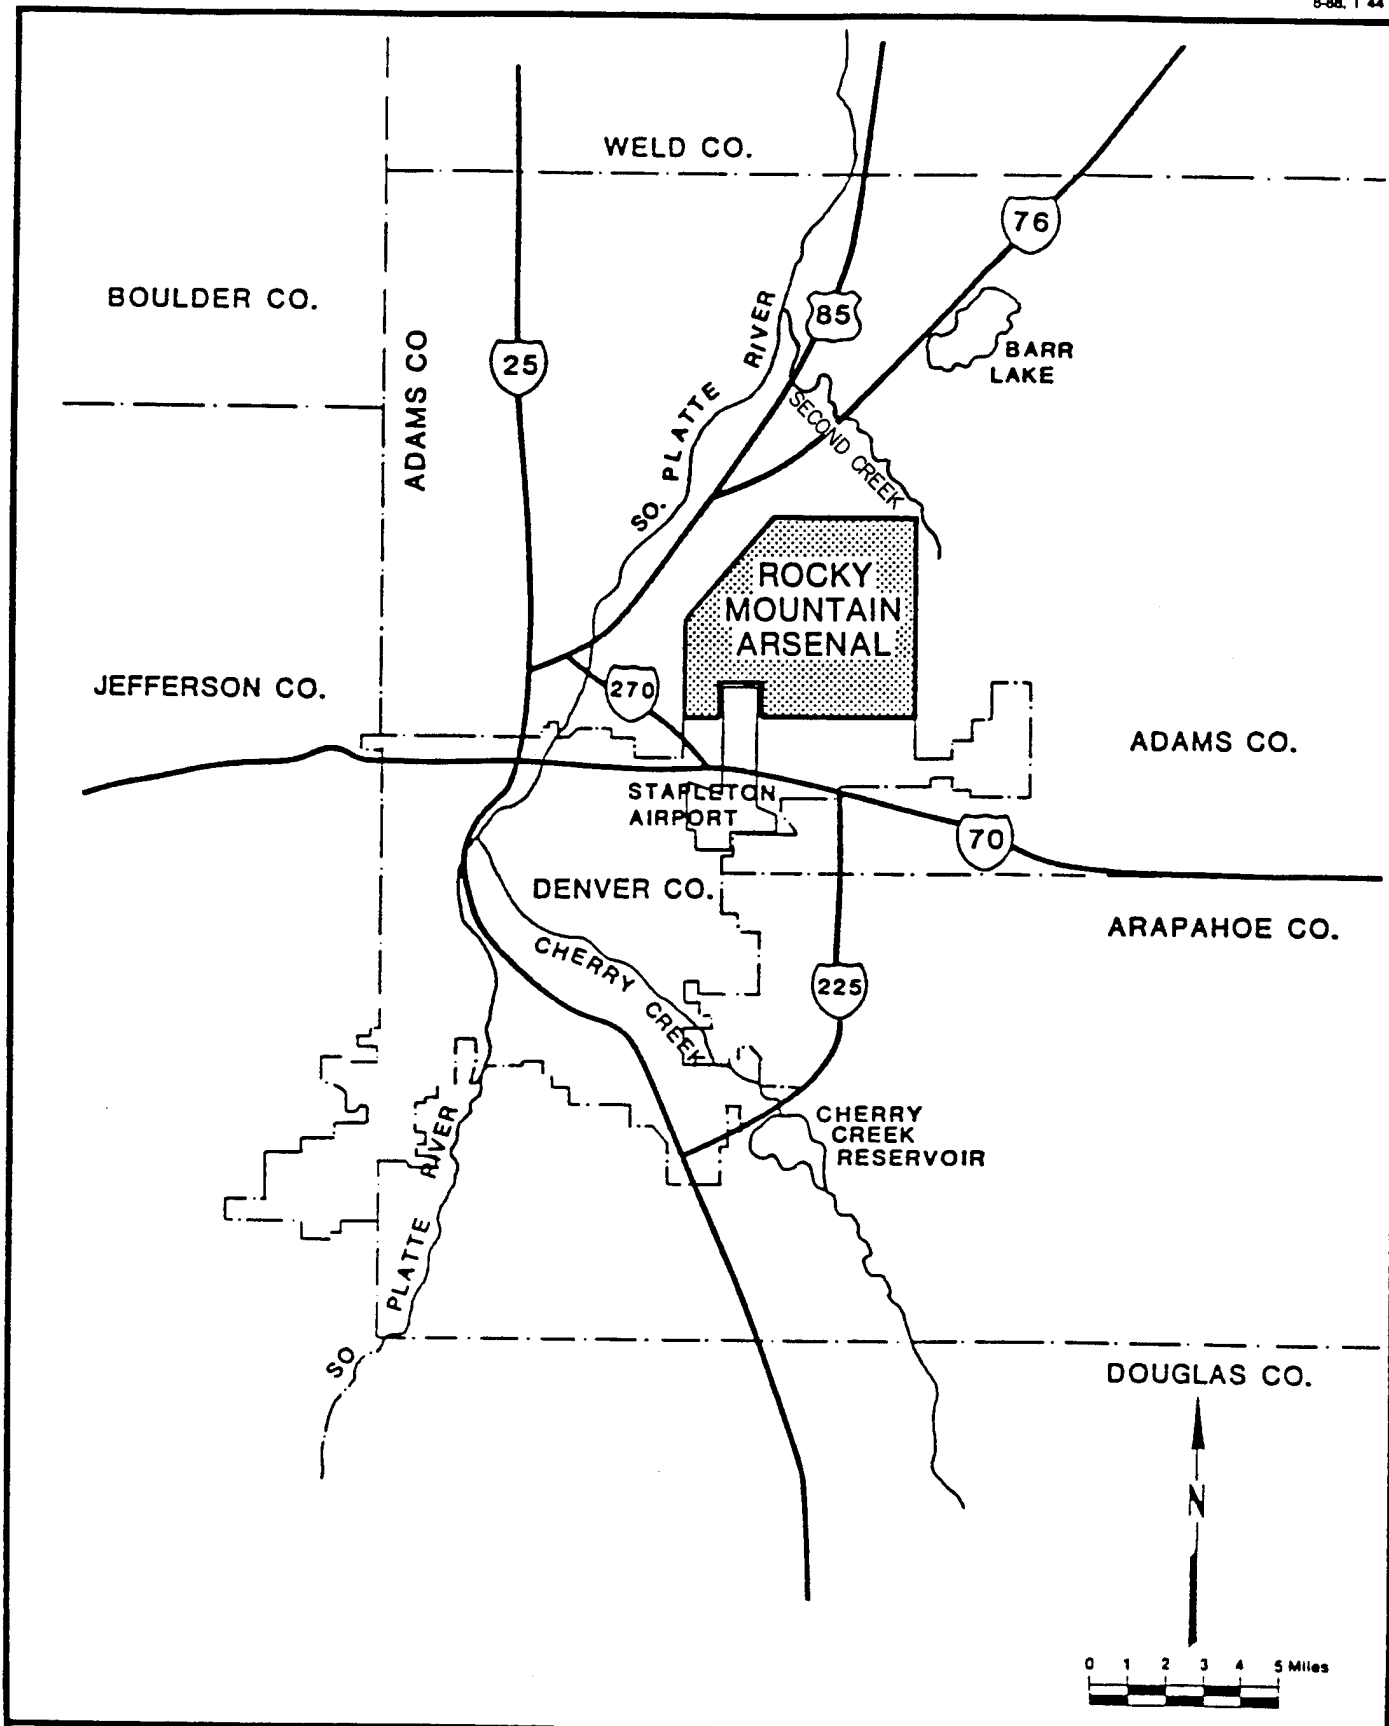 WELD CO.
76
BOULDER CO.
85
SO. PLATTE RIVER
25
ADAMS CO
BARR
LAKE
SECOND CREEK
ROCKY
MOUNTAIN
ARSENAL
JEFFERSON CO.
270
ADAMS CO.
STAPLETON
AIRPORT
70
DENVER CO.
ARAPAHOE CO.
CHERRY CREEK
225
CHERRY
CREEK
RESERVOIR
SO PLATTE RIVER
DOUGLAS CO.
N
0 1 2 3 4 5 Miles